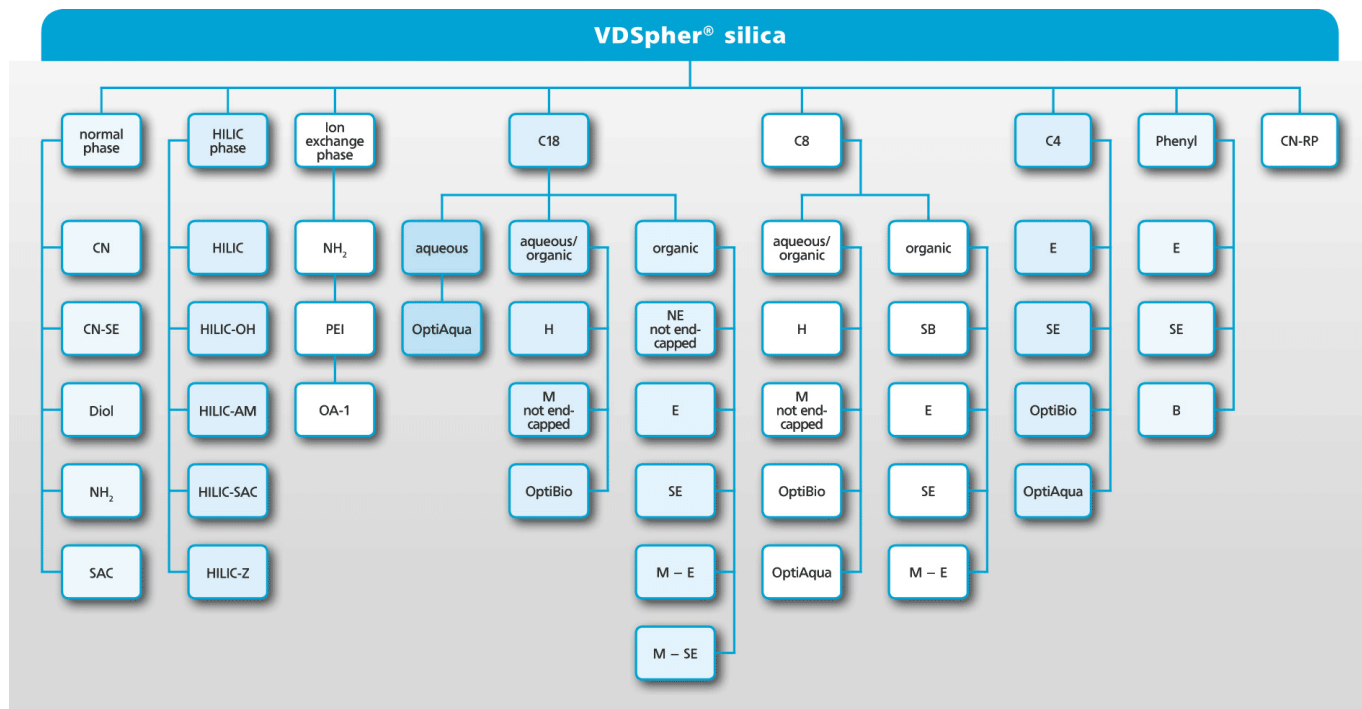 VDSpher® silica
normal
phase
CN
CN-SE
Diol
NH₂
SAC
HILIC
phase
HILIC
HILIC-OH
HILIC-AM
HILIC-SAC
HILIC-Z
Ion
exchange
phase
NH₂
PEI
OA-1
C18
aqueous
OptiAqua
aqueous/
organic
H
M
not end-
capped
OptiBio
organic
NE
not end-
capped
E
SE
M – E
M – SE
C8
aqueous/
organic
H
M
not end-
capped
OptiBio
OptiAqua
organic
SB
E
SE
M – E
C4
E
SE
OptiBio
OptiAqua
Phenyl
E
SE
B
CN-RP